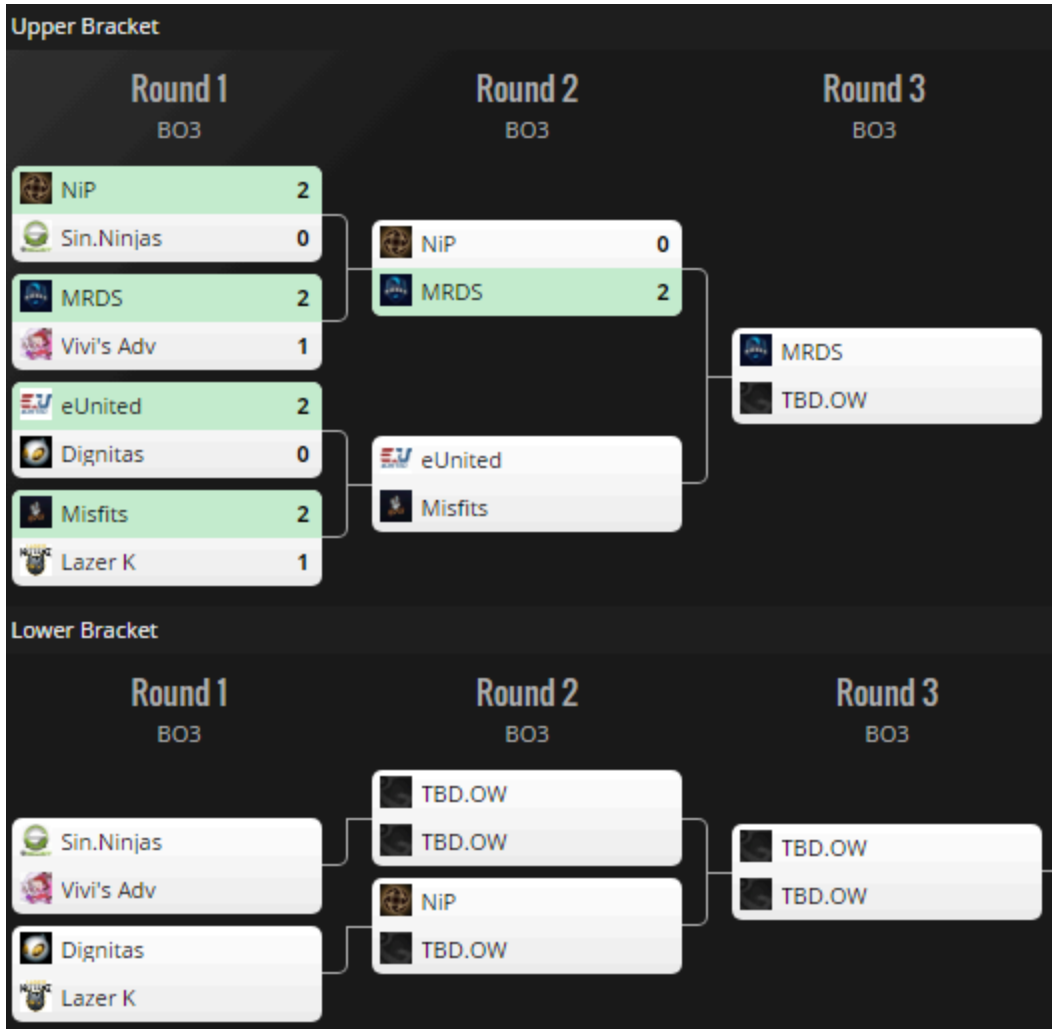 Upper Bracket
Round 1
BO3
Round 2
BO3
Round 3
BO3
NiP 2
Sin.Ninjas 0
MRDS 2
Vivi's Adv 1
eUnited 2
Dignitas 0
Misfits 2
Lazer K 1
NiP 0
MRDS 2
eUnited
Misfits
MRDS
TBD.OW
Lower Bracket
Round 1
BO3
Round 2
BO3
Round 3
BO3
Sin.Ninjas
Vivi's Adv
Dignitas
Lazer K
TBD.OW
TBD.OW
NiP
TBD.OW
TBD.OW
TBD.OW